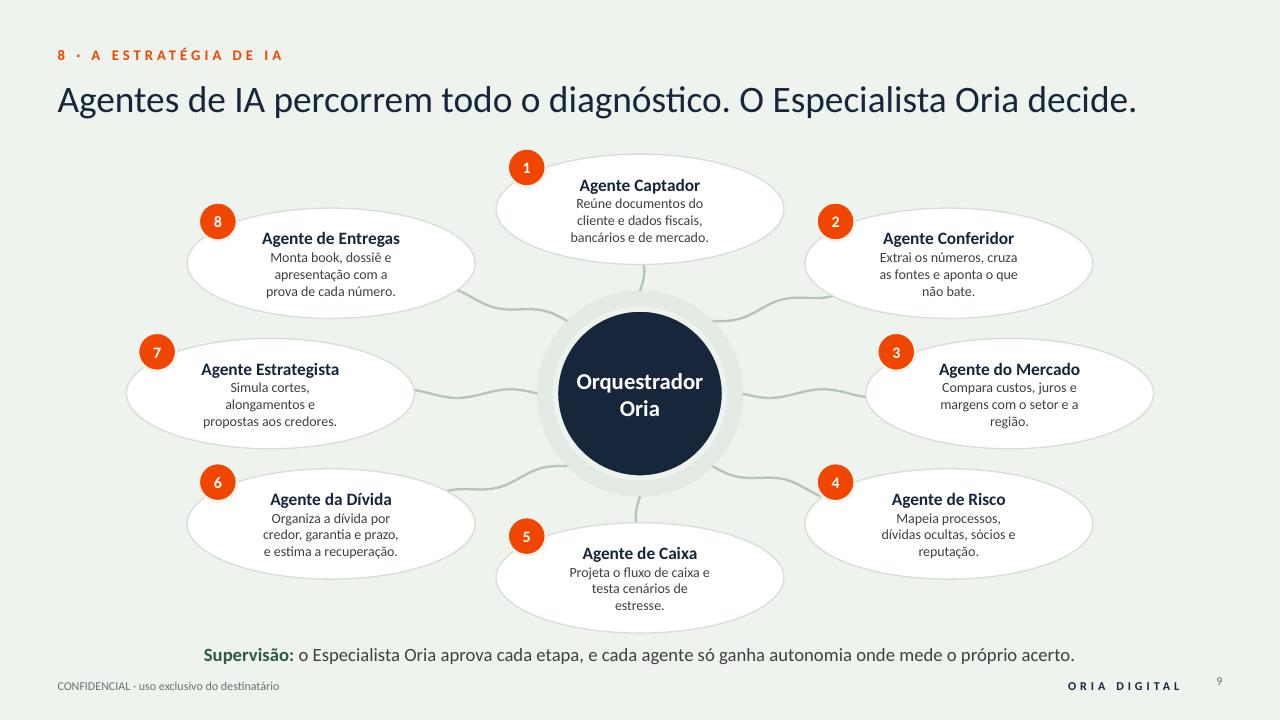 8 · A ESTRATÉGIA DE IA
Agentes de IA percorrem todo o diagnóstico. O Especialista Oria decide.
1
Agente Captador
Reúne documentos do
cliente e dados fiscais,
bancários e de mercado.
2
Agente Conferidor
Extrai os números, cruza
as fontes e aponta o que
não bate.
3
Agente do Mercado
Compara custos, juros e
margens com o setor e a
região.
4
Agente de Risco
Mapeia processos,
dívidas ocultas, sócios e
reputação.
5
Agente de Caixa
Projeta o fluxo de caixa e
testa cenários de
estresse.
6
Agente da Dívida
Organiza a dívida por
credor, garantia e prazo,
e estima a recuperação.
7
Agente Estrategista
Simula cortes,
alongamentos e
propostas aos credores.
8
Agente de Entregas
Monta book, dossiê e
apresentação com a
prova de cada número.
Orquestrador
Oria
Supervisão: o Especialista Oria aprova cada etapa, e cada agente só ganha autonomia onde mede o próprio acerto.
CONFIDENCIAL · uso exclusivo do destinatário
ORIA DIGITAL
9